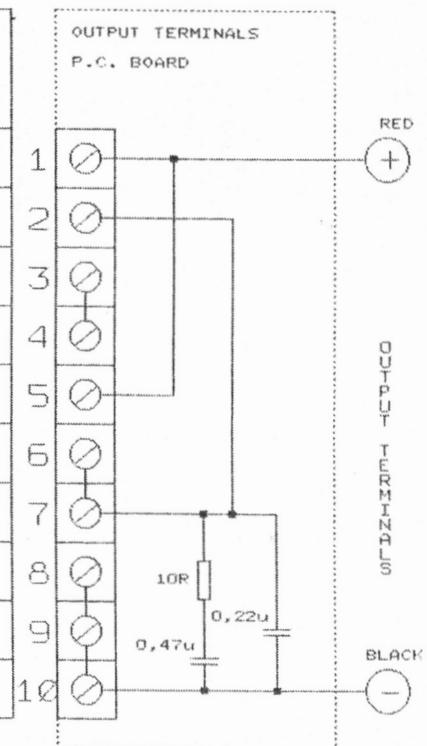 OUTPUT TERMINALS
P.C. BOARD
RED
+
1
2
3
4
5
6
7
8
9
10
OUTPUT TERMINALS
10R
0,22u
0,47u
BLACK
-